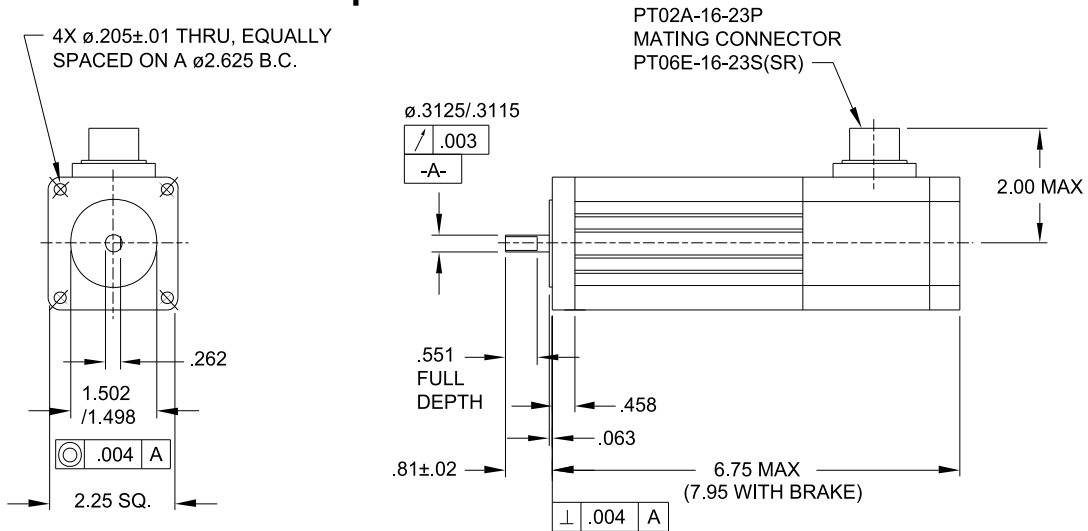 4X ø.205±.01 THRU, EQUALLY
SPACED ON A ø2.625 B.C.
PT02A-16-23P
MATING CONNECTOR
PT06E-16-23S(SR)
ø.3125/.3115
.003
-A-
2.00 MAX
.262
1.502
/1.498
.004 A
2.25 SQ.
.551
FULL
DEPTH
.458
.063
.81±.02
6.75 MAX
(7.95 WITH BRAKE)
⊥ .004 A